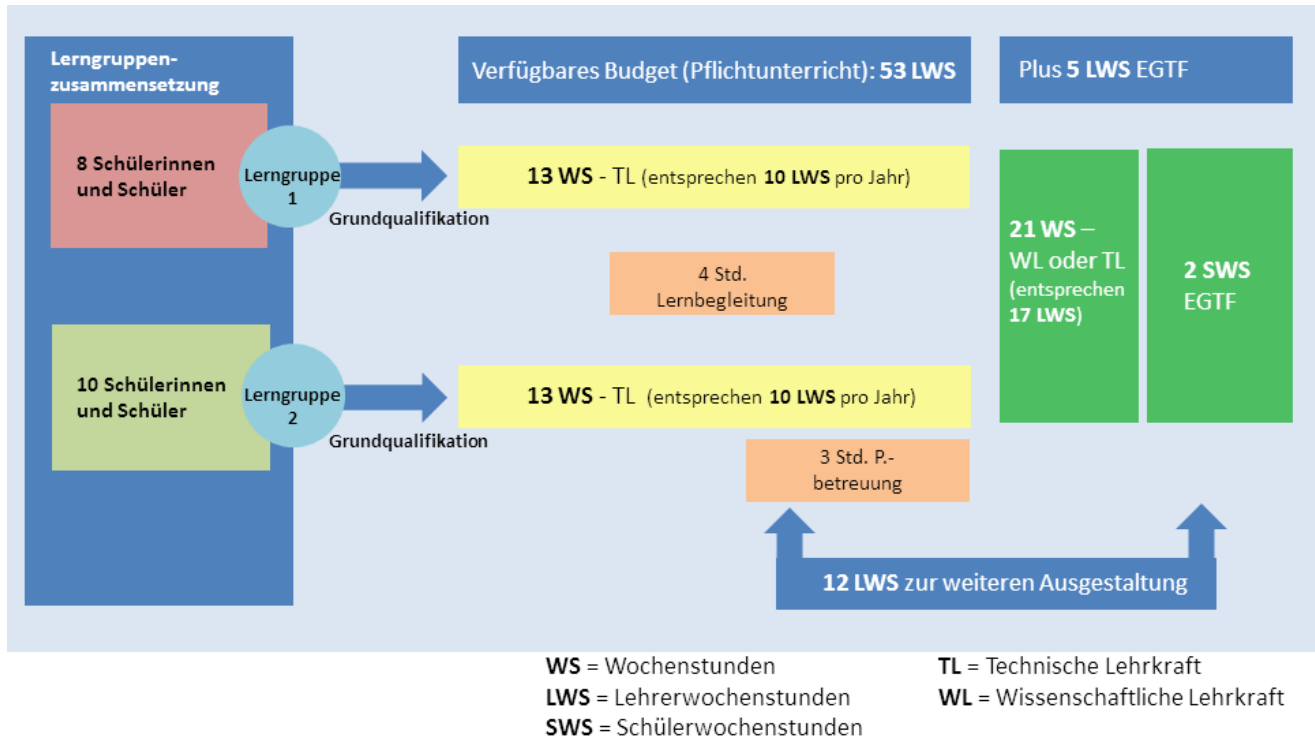 Lerngruppen-
zusammensetzung
Verfügbares Budget (Pflichtunterricht): 53 LWS
Plus 5 LWS EGTF
8 Schülerinnen
und Schüler
Lerngruppe
1
Grundqualifikation
13 WS - TL (entsprechen 10 LWS pro Jahr)
4 Std.
Lernbegleitung
21 WS –
WL oder TL
(entsprechen
17 LWS)
2 SWS
EGTF
10 Schülerinnen
und Schüler
Lerngruppe
2
Grundqualifikation
13 WS - TL (entsprechen 10 LWS pro Jahr)
3 Std. P.-
betreuung
12 LWS zur weiteren Ausgestaltung
WS = Wochenstunden
LWS = Lehrerwochenstunden
SWS = Schülerwochenstunden
TL = Technische Lehrkraft
WL = Wissenschaftliche Lehrkraft